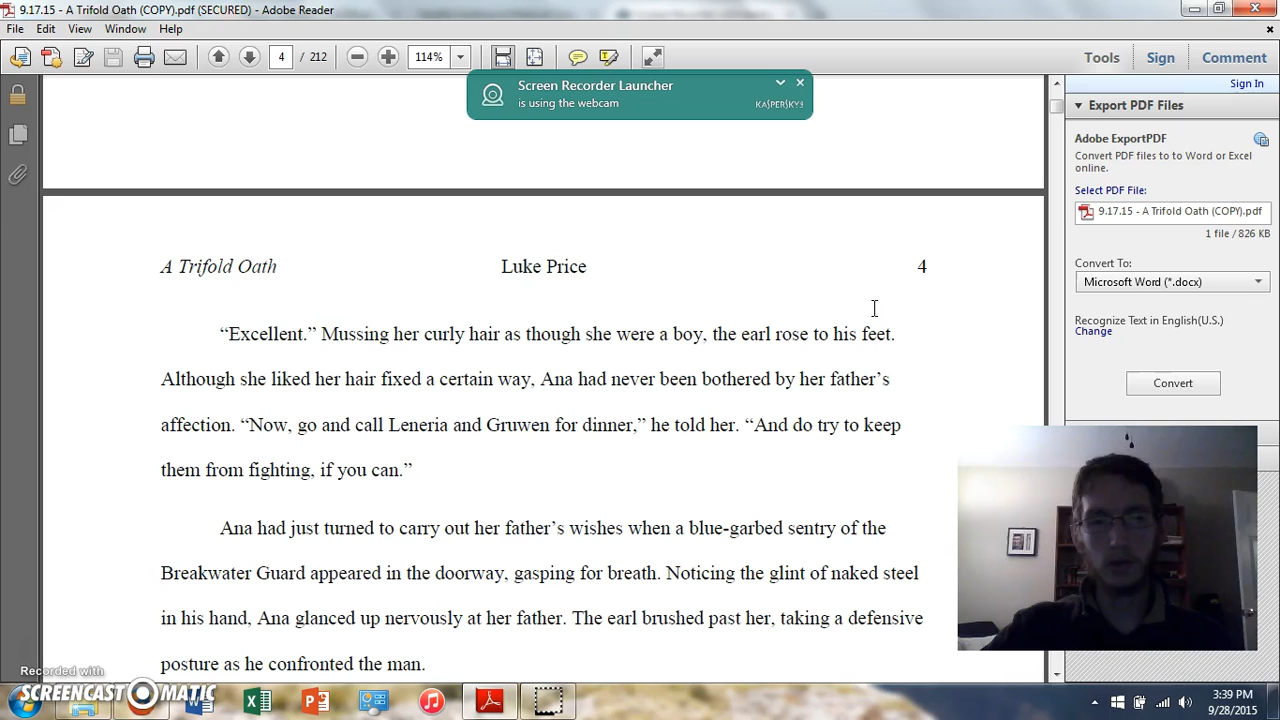 9.17.15 - A Trifold Oath (COPY).pdf (SECURED) - Adobe Reader
File Edit View Window Help
4 / 212 114% Tools Sign Comment
Screen Recorder Launcher
is using the webcam
KASPERSKY
Sign In
Export PDF Files
Adobe ExportPDF
Convert PDF files to to Word or Excel
online.
Select PDF File:
9.17.15 - A Trifold Oath (COPY).pdf
1 file / 826 KB
Convert To:
Microsoft Word (*.docx)
Recognize Text in English(U.S.)
Change
Convert
A Trifold Oath Luke Price 4
“Excellent.” Mussing her curly hair as though she were a boy, the earl rose to his feet.
Although she liked her hair fixed a certain way, Ana had never been bothered by her father’s
affection. “Now, go and call Leneria and Gruwen for dinner,” he told her. “And do try to keep
them from fighting, if you can.”
Ana had just turned to carry out her father’s wishes when a blue-garbed sentry of the
Breakwater Guard appeared in the doorway, gasping for breath. Noticing the glint of naked steel
in his hand, Ana glanced up nervously at her father. The earl brushed past her, taking a defensive
posture as he confronted the man.
Recorded with
SCREENCAST-O-MATIC
3:39 PM
9/28/2015